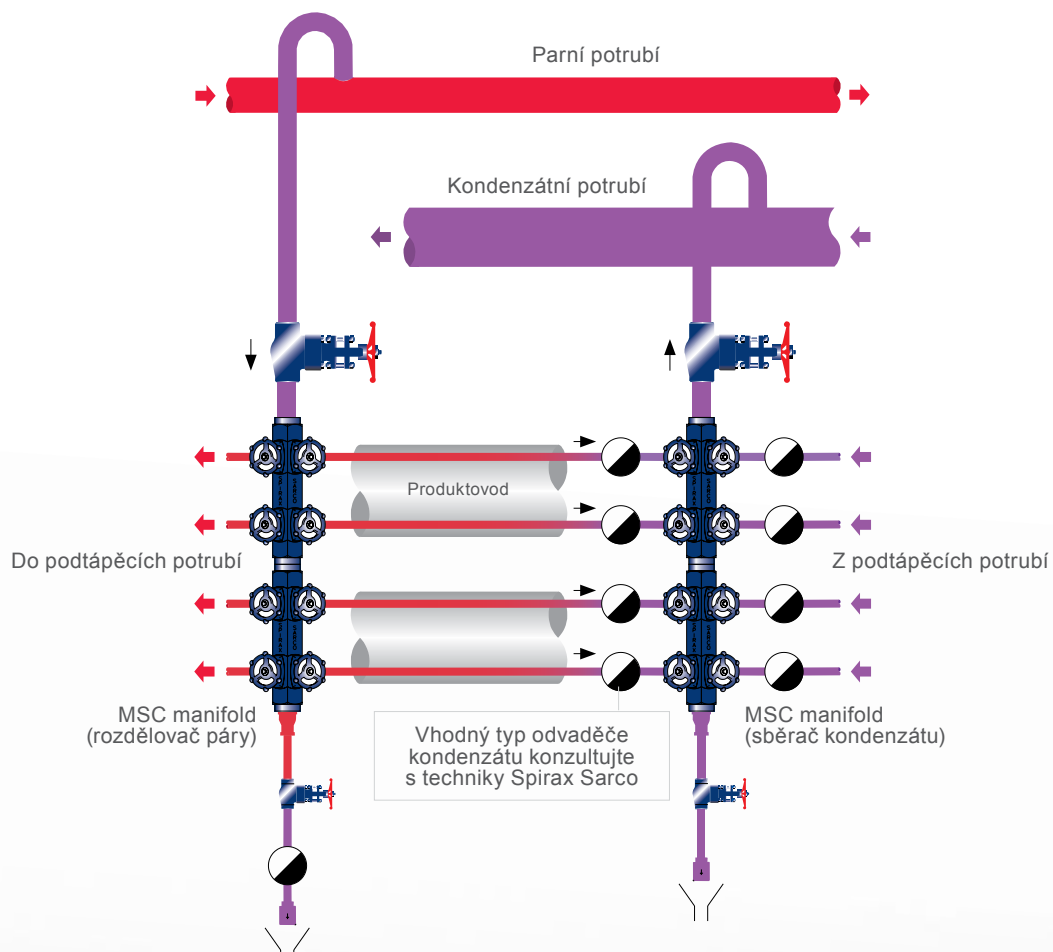 Parní potrubí
Kondenzátní potrubí
Produktovod
Do podtápěcích potrubí
Z podtápěcích potrubí
MSC manifold
(rozdělovač páry)
Vhodný typ odvaděče
kondenzátu konzultujte
s techniky Spirax Sarco
MSC manifold
(sběrač kondenzátu)